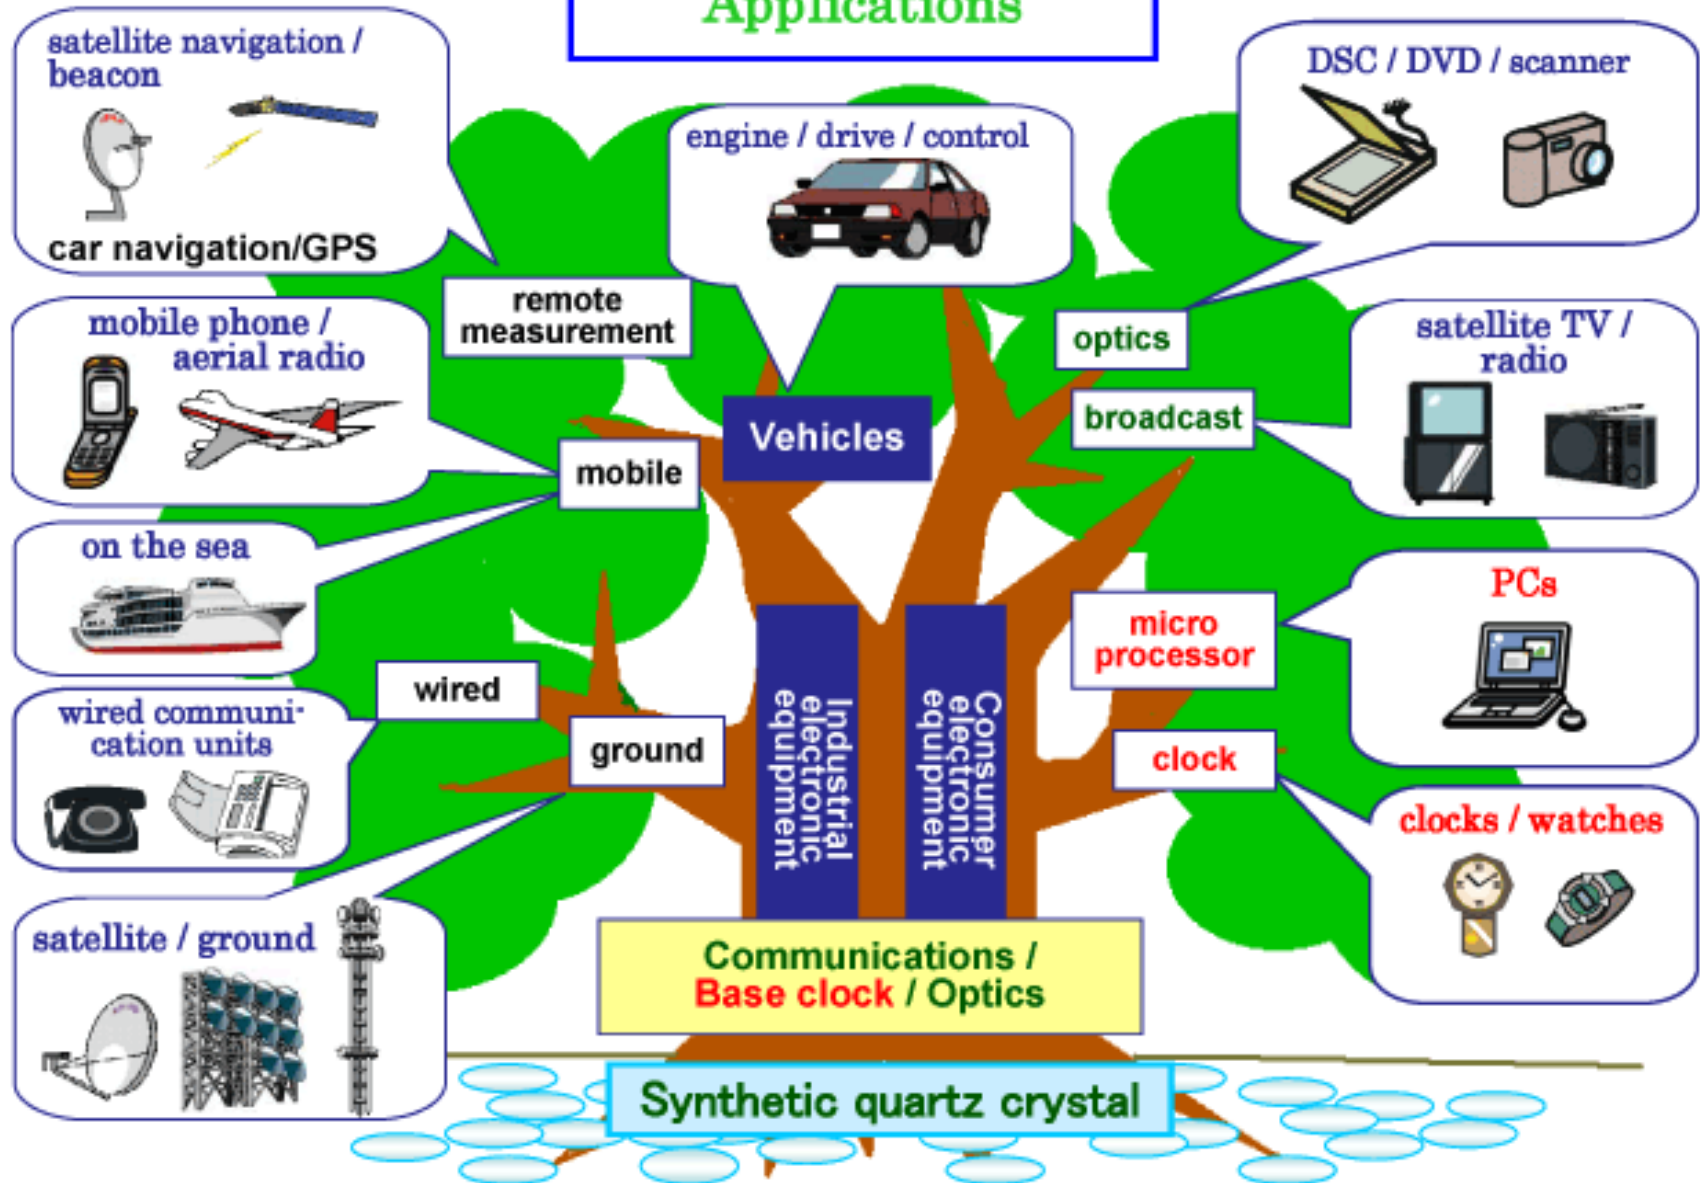 Applications
satellite navigation /
beacon
car navigation/GPS
engine / drive / control
DSC / DVD / scanner
remote
measurement
mobile phone /
aerial radio
optics
satellite TV /
radio
broadcast
Vehicles
mobile
on the sea
PCs
micro
processor
wired
wired communi-
cation units
ground
clock
Industrial
electronic
equipment
Consumer
electronic
equipment
clocks / watches
satellite / ground
Communications /
Base clock / Optics
Synthetic quartz crystal